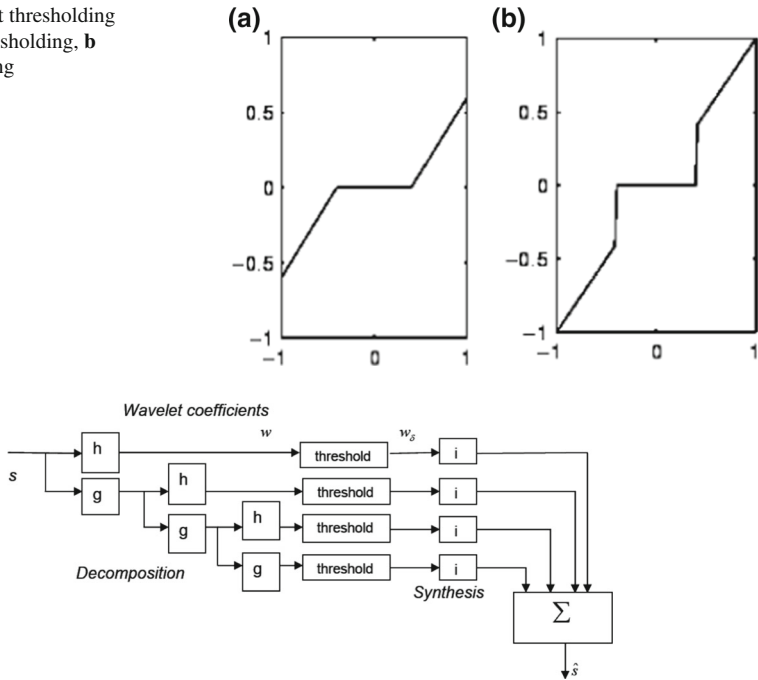 t thresholding
sholding, b
ng
(a)
1
0.5
0
−0.5
−1
−1
0
1
(b)
1
0.5
0
−0.5
−1
−1
0
1
Wavelet coefficients
s
h
w
threshold
w_δ
i
g
h
threshold
i
g
h
threshold
i
Decomposition
g
threshold
i
Synthesis
Σ
ŝ